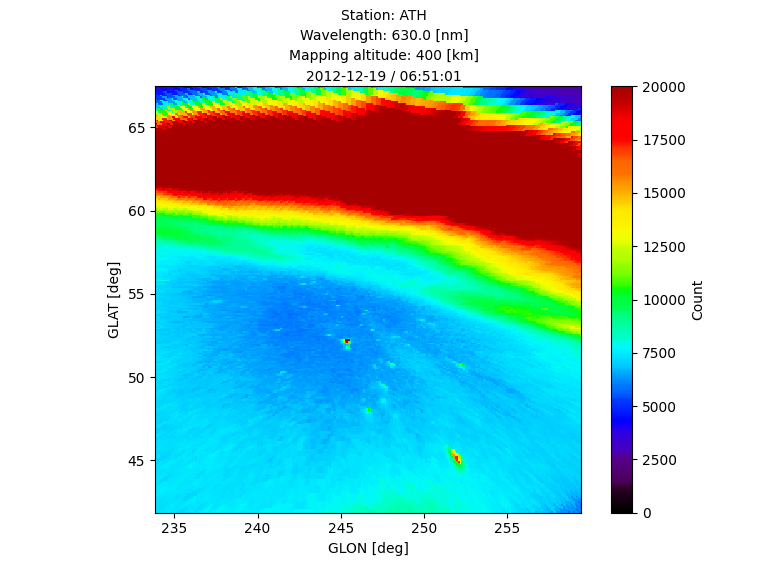 Station: ATH
Wavelength: 630.0 [nm]
Mapping altitude: 400 [km]
2012-12-19 / 06:51:01
65
60
55
50
45
GLAT [deg]
235 240 245 250 255
GLON [deg]
20000
17500
15000
12500
10000
7500
5000
2500
0
Count